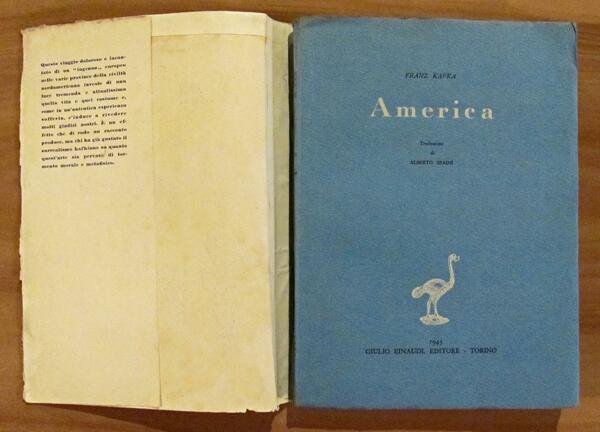 Questo viaggio doloroso e incan-
tato di un "ingenuo„ europeo
nelle varie province della civiltà
nordamericana investe di una
luce tremenda e attualissima
quella vita e quei costumi e,
come in un'autentica esperienza
sofferta, c'induce a rivedere
molti giudizi nostri. È un ef-
fetto che di rado un racconto
produce, ma chi ha già gustato il
surrealismo kafkiano sa quanto
quest'arte sia pervasa di tor-
mento morale e metafisico.
FRANZ KAFKA
America
Traduzione
di
ALBERTO SPAINI
1945
GIULIO EINAUDI EDITORE - TORINO